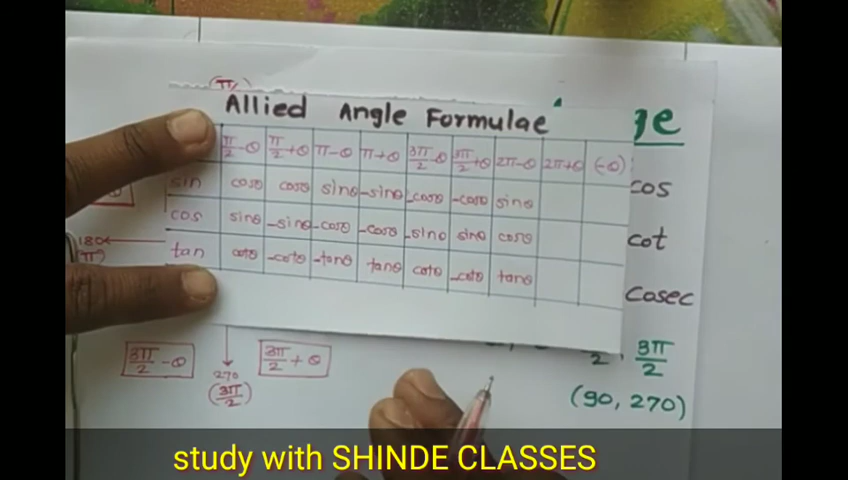 (π/
Allied Angle Formulae
ge
π/2-θ π/2+θ π-θ π+θ 3π/2-θ 3π/2+θ 2π-θ 2π+θ (-θ)
sin cosθ cosθ sinθ -sinθ -cosθ -cosθ sinθ
cos
cos sinθ -sinθ -cosθ -cosθ -sinθ sinθ cosθ
cot
180
(π)
tan cotθ -cotθ -tanθ tanθ cotθ -cotθ tanθ
cosec
3π/2 - θ
3π/2 + θ
2 , 3π/2
270
(3π/2)
(90, 270)
study with SHINDE CLASSES